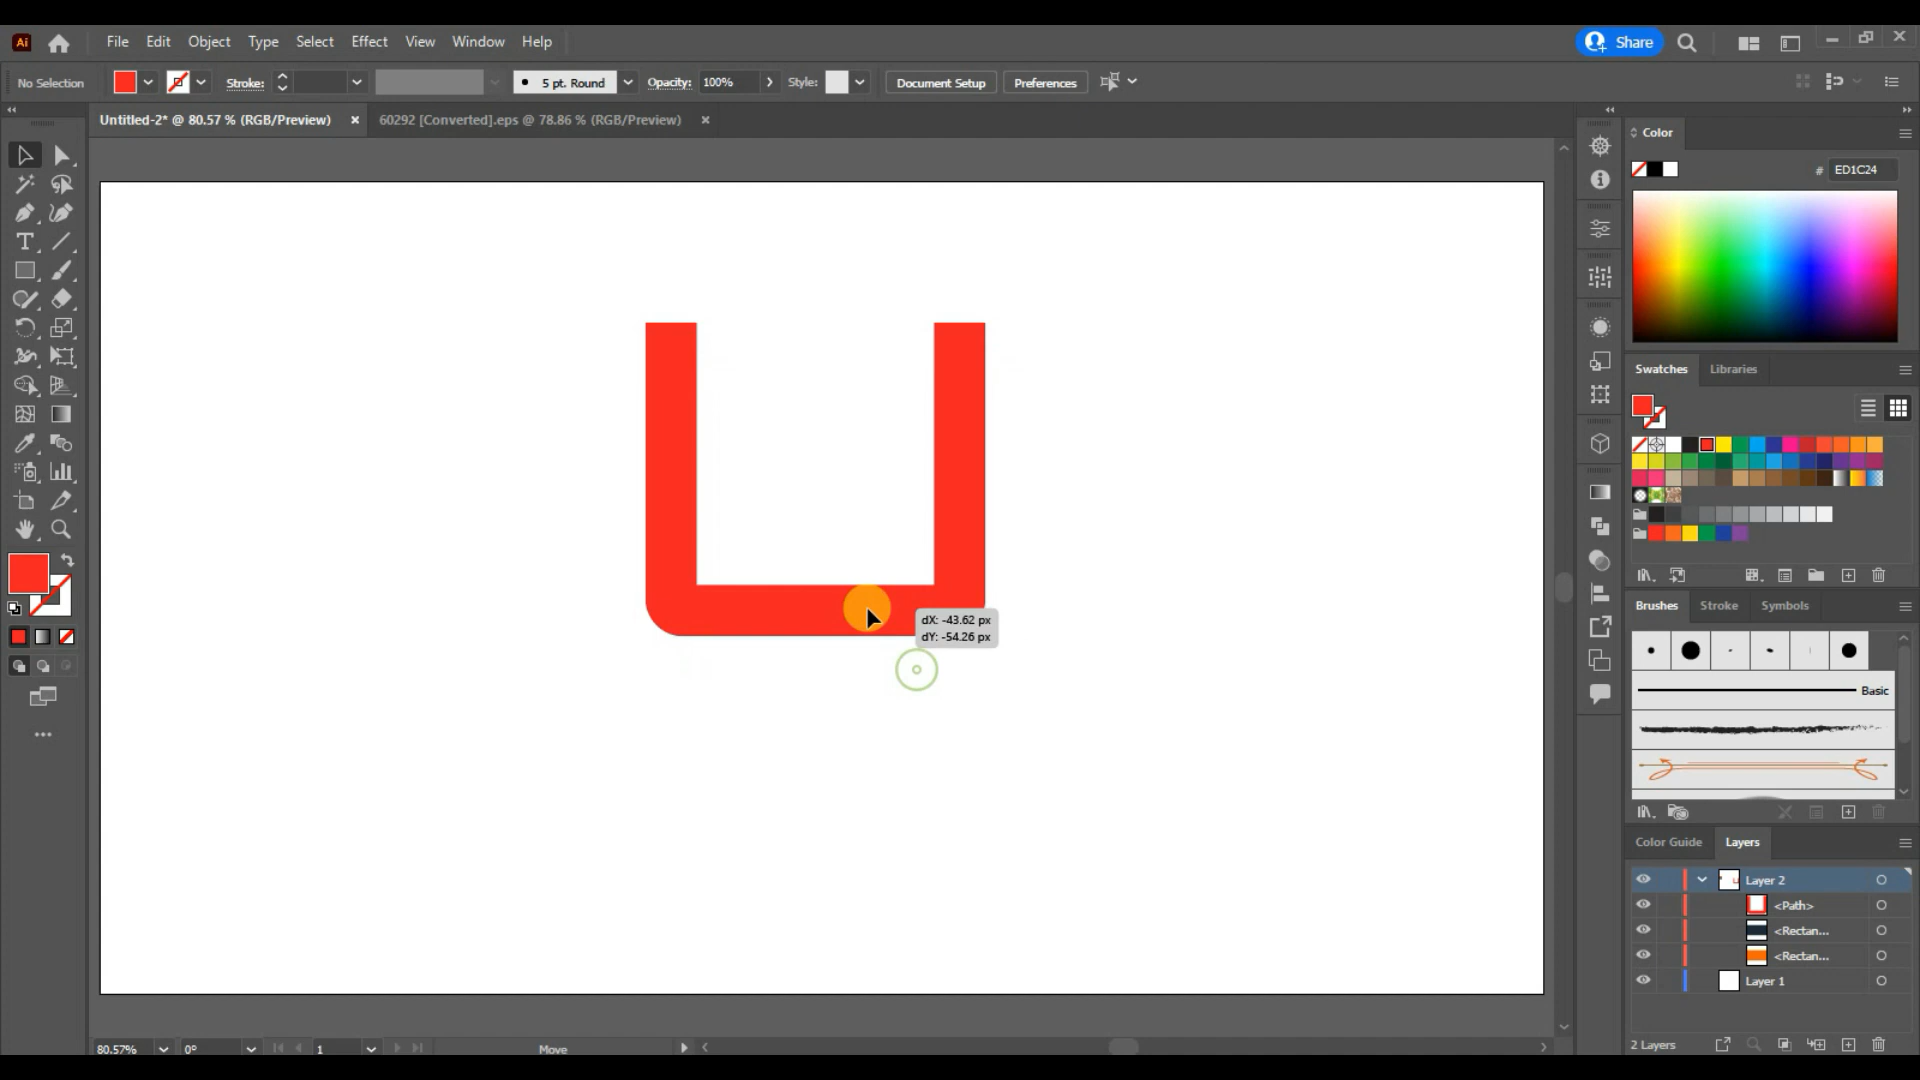 Ai File Edit Object Type Select Effect View Window Help Share
No Selection Stroke: 5 pt. Round Opacity: 100% Style: Document Setup Preferences
Untitled-2* @ 80.57 % (RGB/Preview) 60292 [Converted].eps @ 78.86 % (RGB/Preview)
Color
# ED1C24
Swatches Libraries
Brushes Stroke Symbols
dX: -43.62 px
dY: -54.26 px
Basic
Color Guide Layers
Layer 2
<Path>
<Rectan...
<Rectan...
Layer 1
80.57% 0° 1 Move 2 Layers